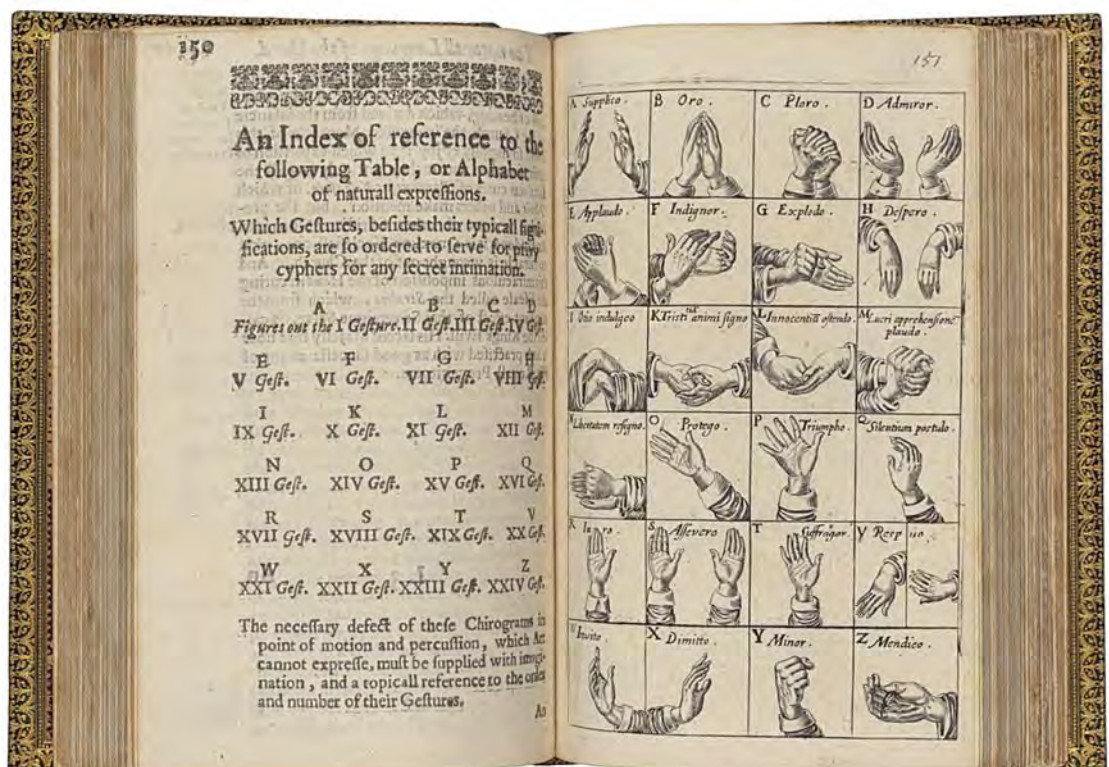 150
An Index of reference to the
following Table, or Alphabet
of naturall expreſſions.
Which Geſtures, beſides their typicall ſigni-
fications, are ſo ordered to ſerve for privy
cyphers for any ſecret intimation.
A B C D
Figures out the I Geſture. II Geſt. III Geſt. IV Geſt.
E F G H
V Geſt. VI Geſt. VII Geſt. VIII Geſt.
I K L M
IX Geſt. X Geſt. XI Geſt. XII Geſt.
N O P Q
XIII Geſt. XIV Geſt. XV Geſt. XVI Geſt.
R S T V
XVII Geſt. XVIII Geſt. XIX Geſt. XX Geſt.
W X Y Z
XXI Geſt. XXII Geſt. XXIII Geſt. XXIV Geſt.
The neceſſary defect of theſe Chirograms in
point of motion and percuſſion, which Art
cannot expreſſe, muſt be ſupplied with imagi-
nation, and a topicall reference to the order
and number of their Geſtures.
An
151
A Supplico. B Oro. C Ploro. D Admiror.
E Applaudo. F Indignor. G Explodo. H Deſpero.
I Otio indulgeo K Tristi animi ſigno L Innocentiā oſtendo. M Lucri apprehenſionē
plaudo.
N Libertatem reſigno. O Protego. P Triumpho. Q Silentium poſtulo.
R S Aſſevero T Suffragor. V
W Invito. X Dimitto. Y Minor. Z Mendico.